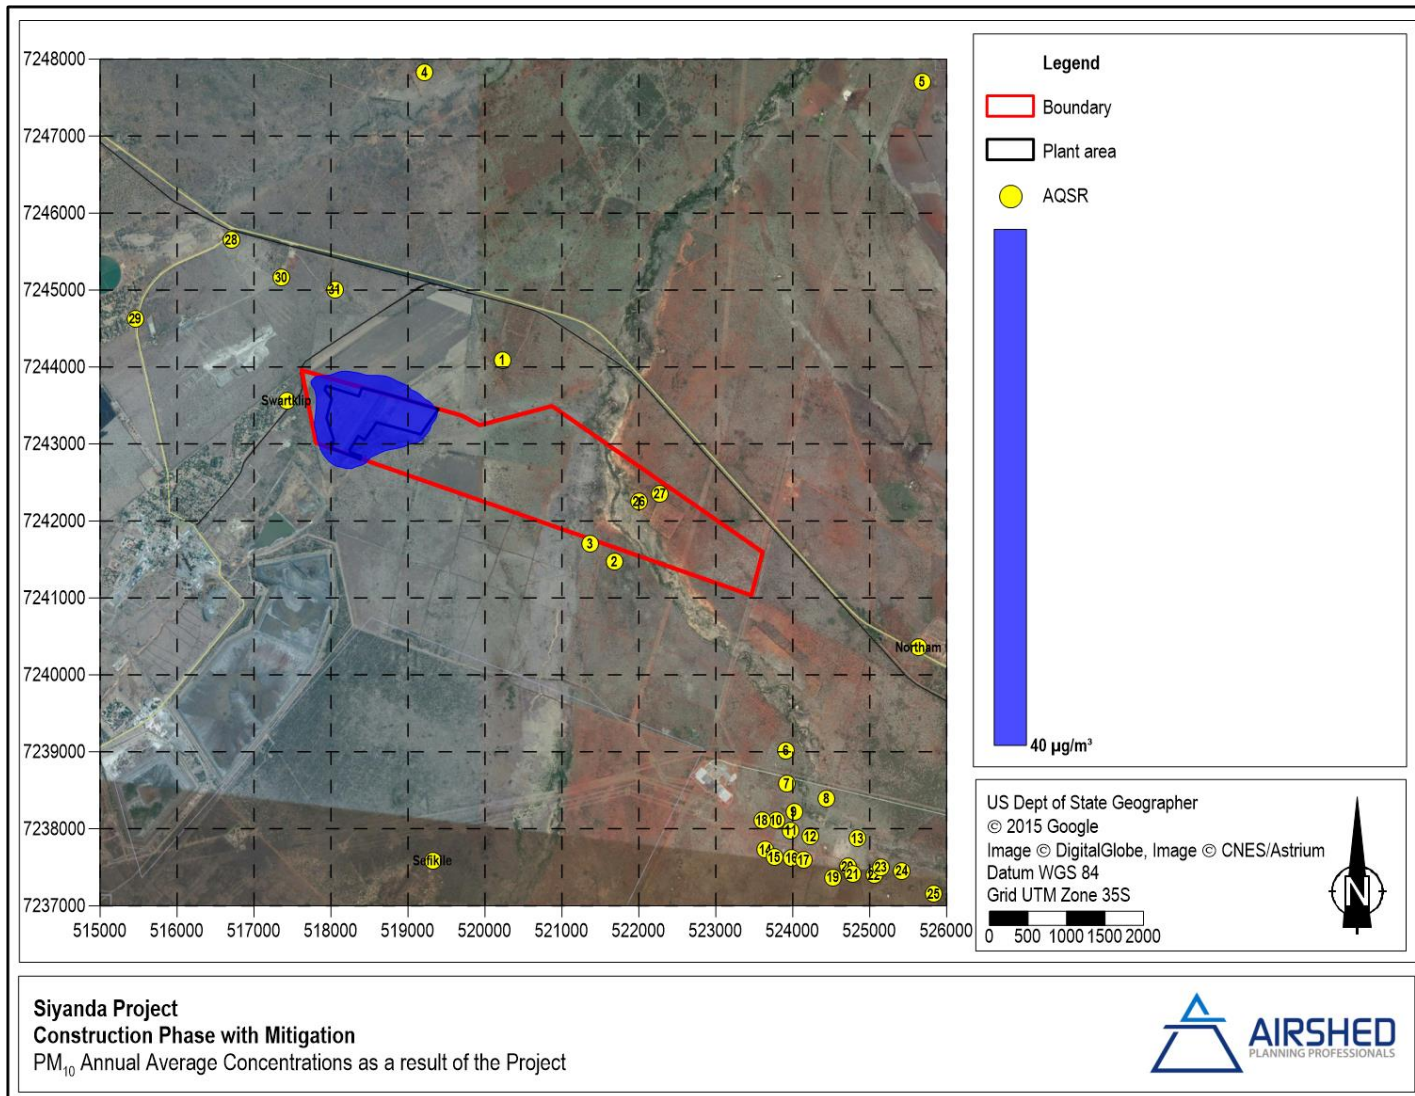 7248000
7247000
7246000
7245000
7244000
7243000
7242000
7241000
7240000
7239000
7238000
7237000
515000
516000
517000
518000
519000
520000
521000
522000
523000
524000
525000
526000
4
5
28
30
31
29
1
Swartklip
27
26
3
2
Northam
6
7
8
9
18
10
11
12
13
14
15
16
17
20
23
24
19
21
22
25
Sefikile
Legend
Boundary
Plant area
AQSR
40 µg/m³
US Dept of State Geographer
© 2015 Google
Image © DigitalGlobe, Image © CNES/Astrium
Datum WGS 84
Grid UTM Zone 35S
0 500 1000 1500 2000
N
Siyanda Project
Construction Phase with Mitigation
PM₁₀ Annual Average Concentrations as a result of the Project
AIRSHED
PLANNING PROFESSIONALS